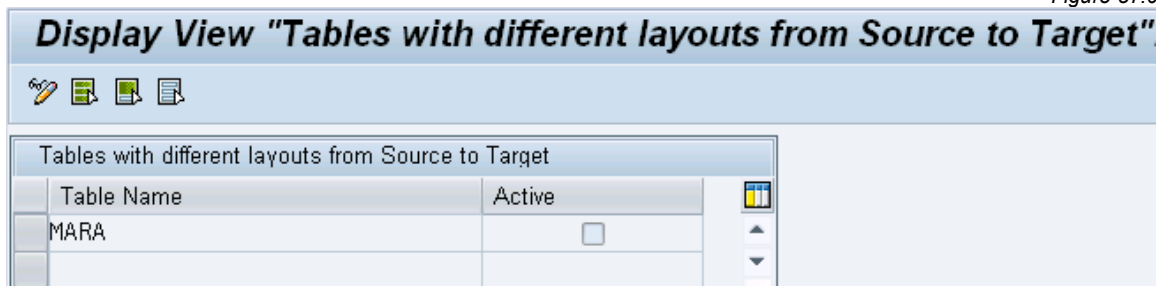 Display View "Tables with different layouts from Source to Target".
Tables with different layouts from Source to Target
Table Name Active
MARA